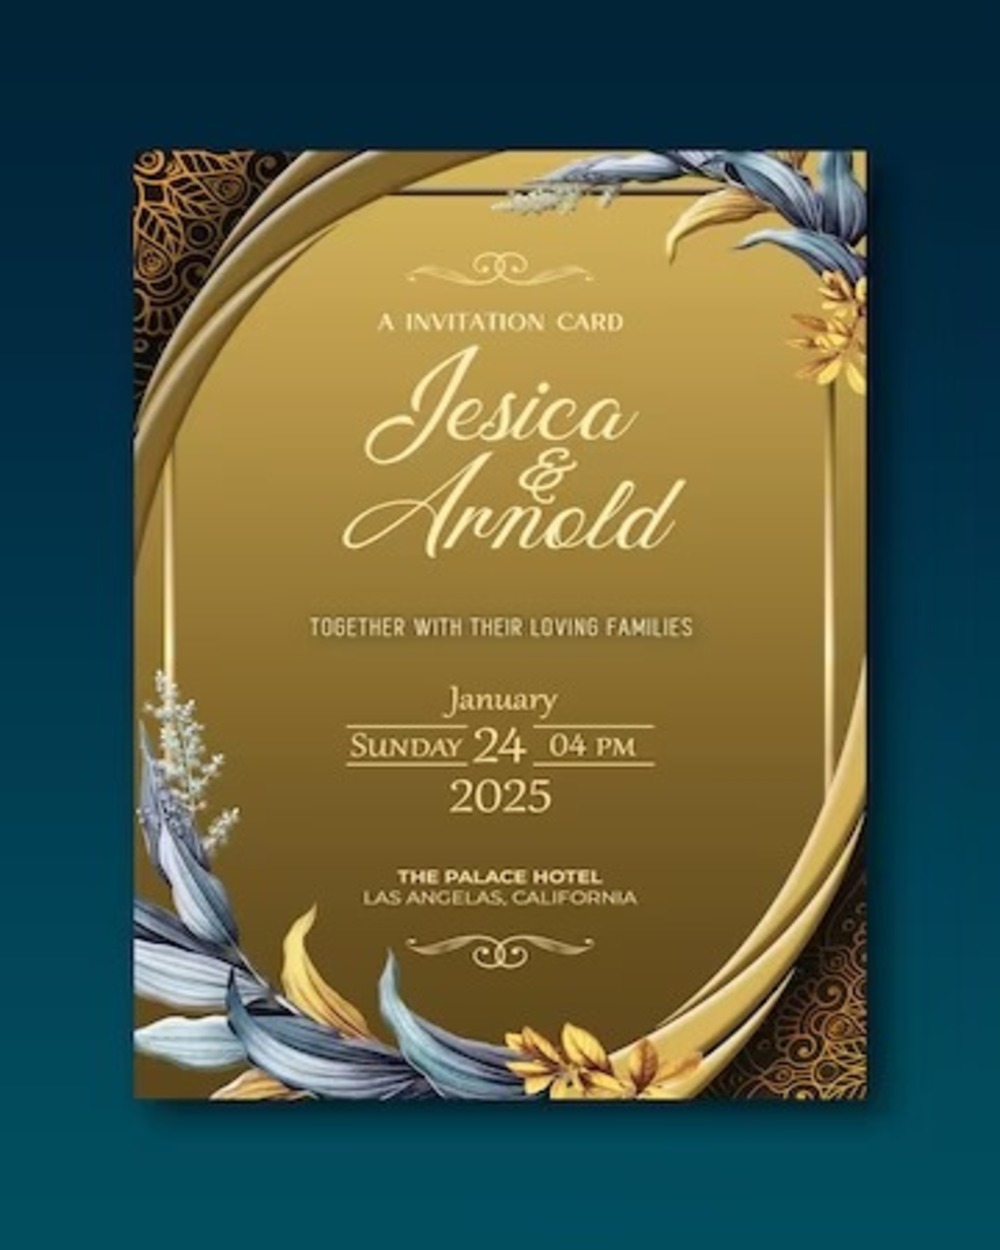 A INVITATION CARD
Jesica
&
Arnold
TOGETHER WITH THEIR LOVING FAMILIES
January
SUNDAY 24 04 PM
2025
THE PALACE HOTEL
LAS ANGELAS, CALIFORNIA